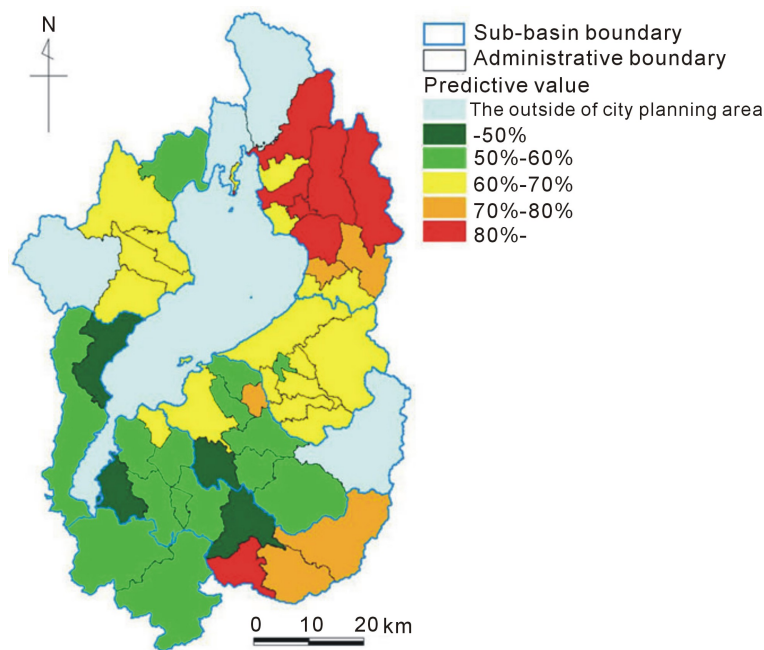 N
Sub-basin boundary
Administrative boundary
Predictive value
The outside of city planning area
-50%
50%-60%
60%-70%
70%-80%
80%-
0 10 20 km